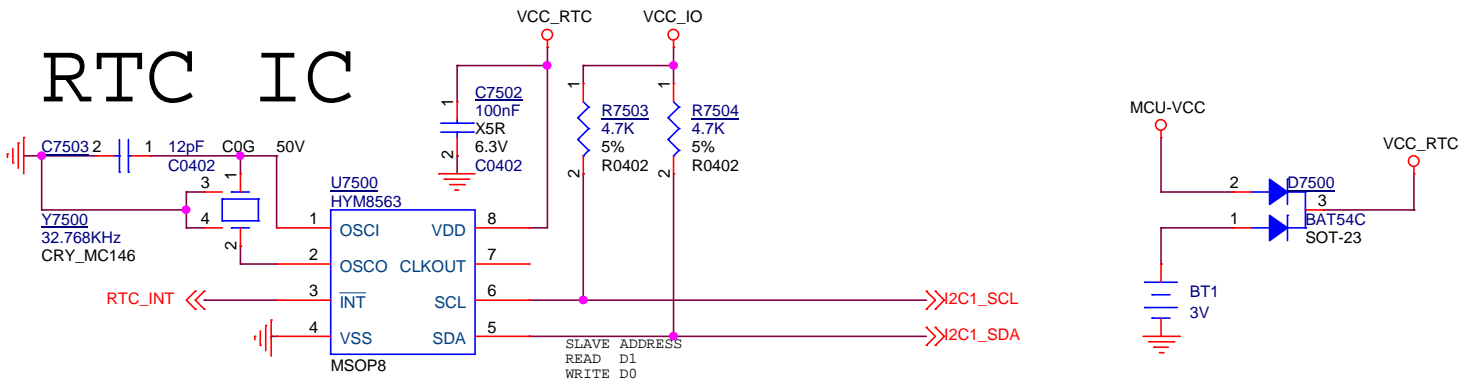 RTC IC
VCC_RTC
VCC_IO
C7503 2 1 12pF C0G 50V
C0402
1
3
4
2
Y7500
32.768KHz
CRY_MC146
1
C7502
100nF
X5R
6.3V
2 C0402
1
R7503
4.7K
5%
R0402
2
1
R7504
4.7K
5%
R0402
2
U7500
HYM8563
1 OSCI VDD 8
2 OSCO CLKOUT 7
RTC_INT 3 INT SCL 6 I2C1_SCL
4 VSS SDA 5 I2C1_SDA
MSOP8
SLAVE ADDRESS
READ D1
WRITE D0
MCU-VCC
VCC_RTC
2 D7500
3
1 BAT54C
SOT-23
BT1
3V